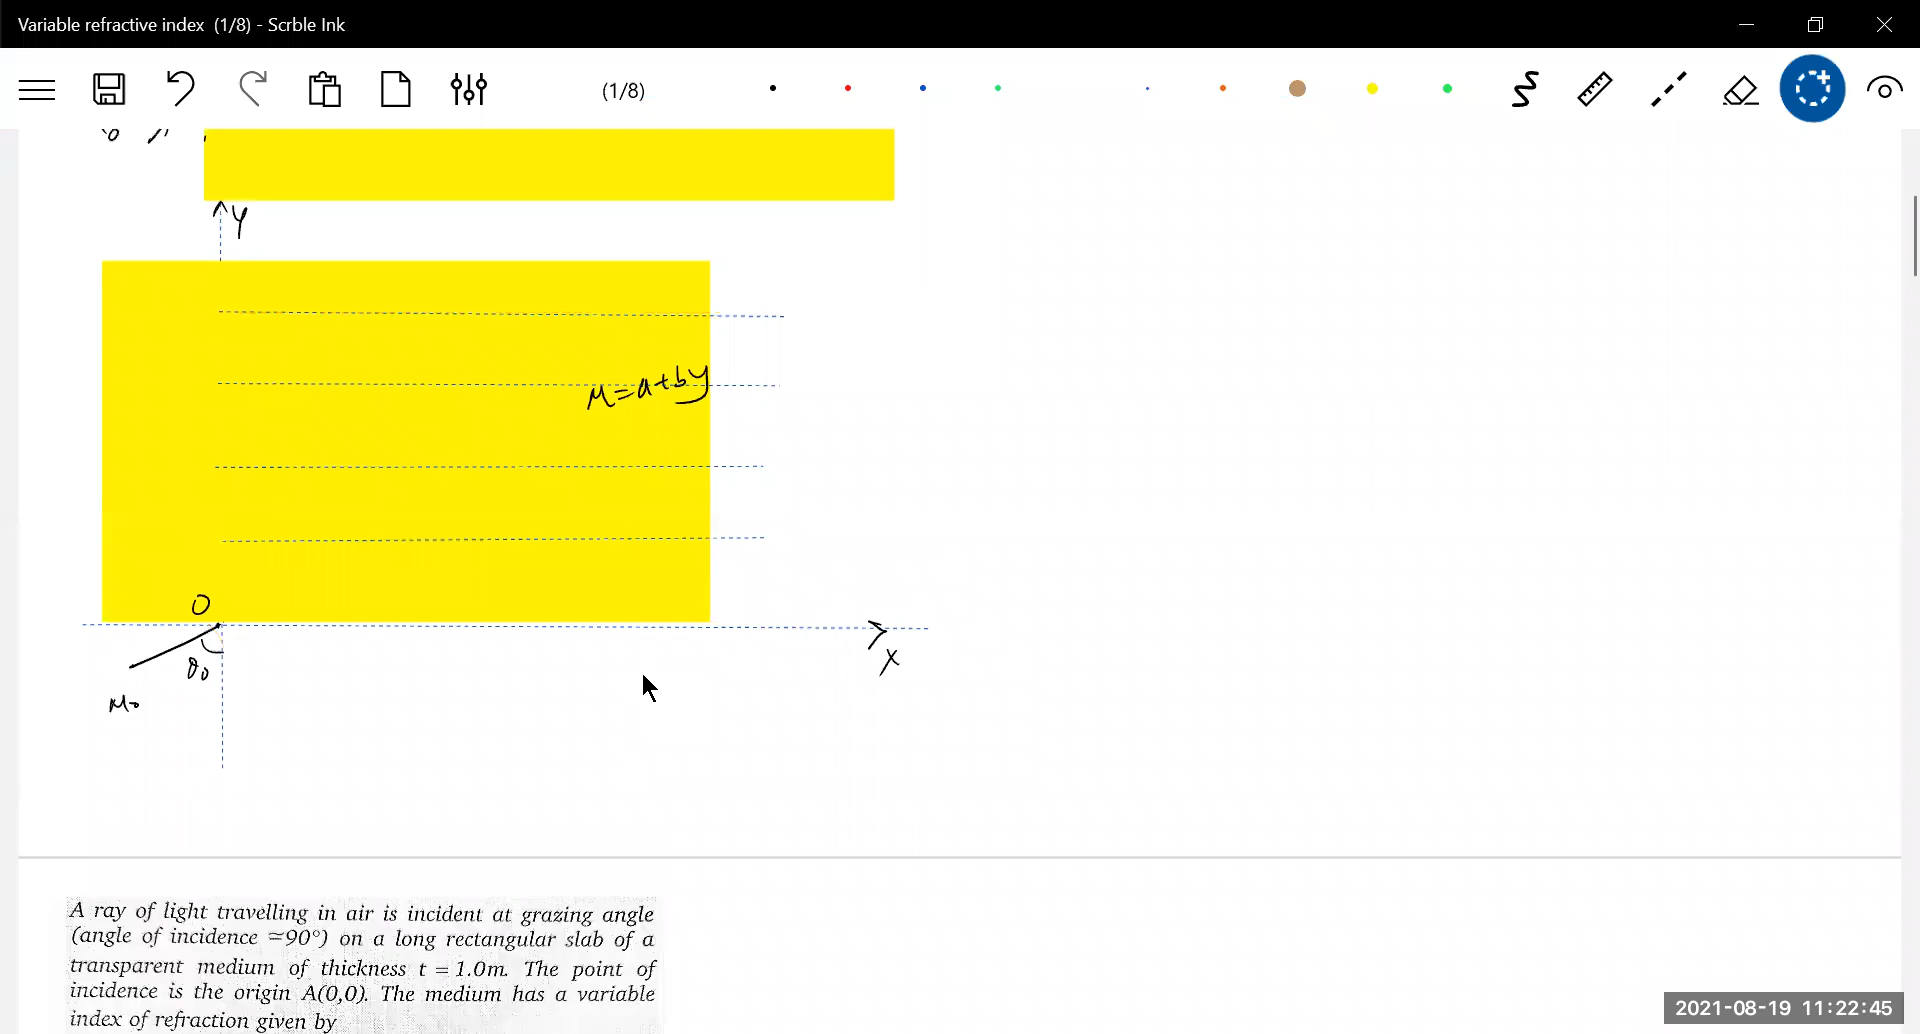 Variable refractive index (1/8) - Scrble Ink
(1/8)
Y
μ=a+by
O
θ₀
μ₀
X
A ray of light travelling in air is incident at grazing angle
(angle of incidence ≃90°) on a long rectangular slab of a
transparent medium of thickness t = 1.0m. The point of
incidence is the origin A(0,0). The medium has a variable
index of refraction given by
2021-08-19 11:22:45